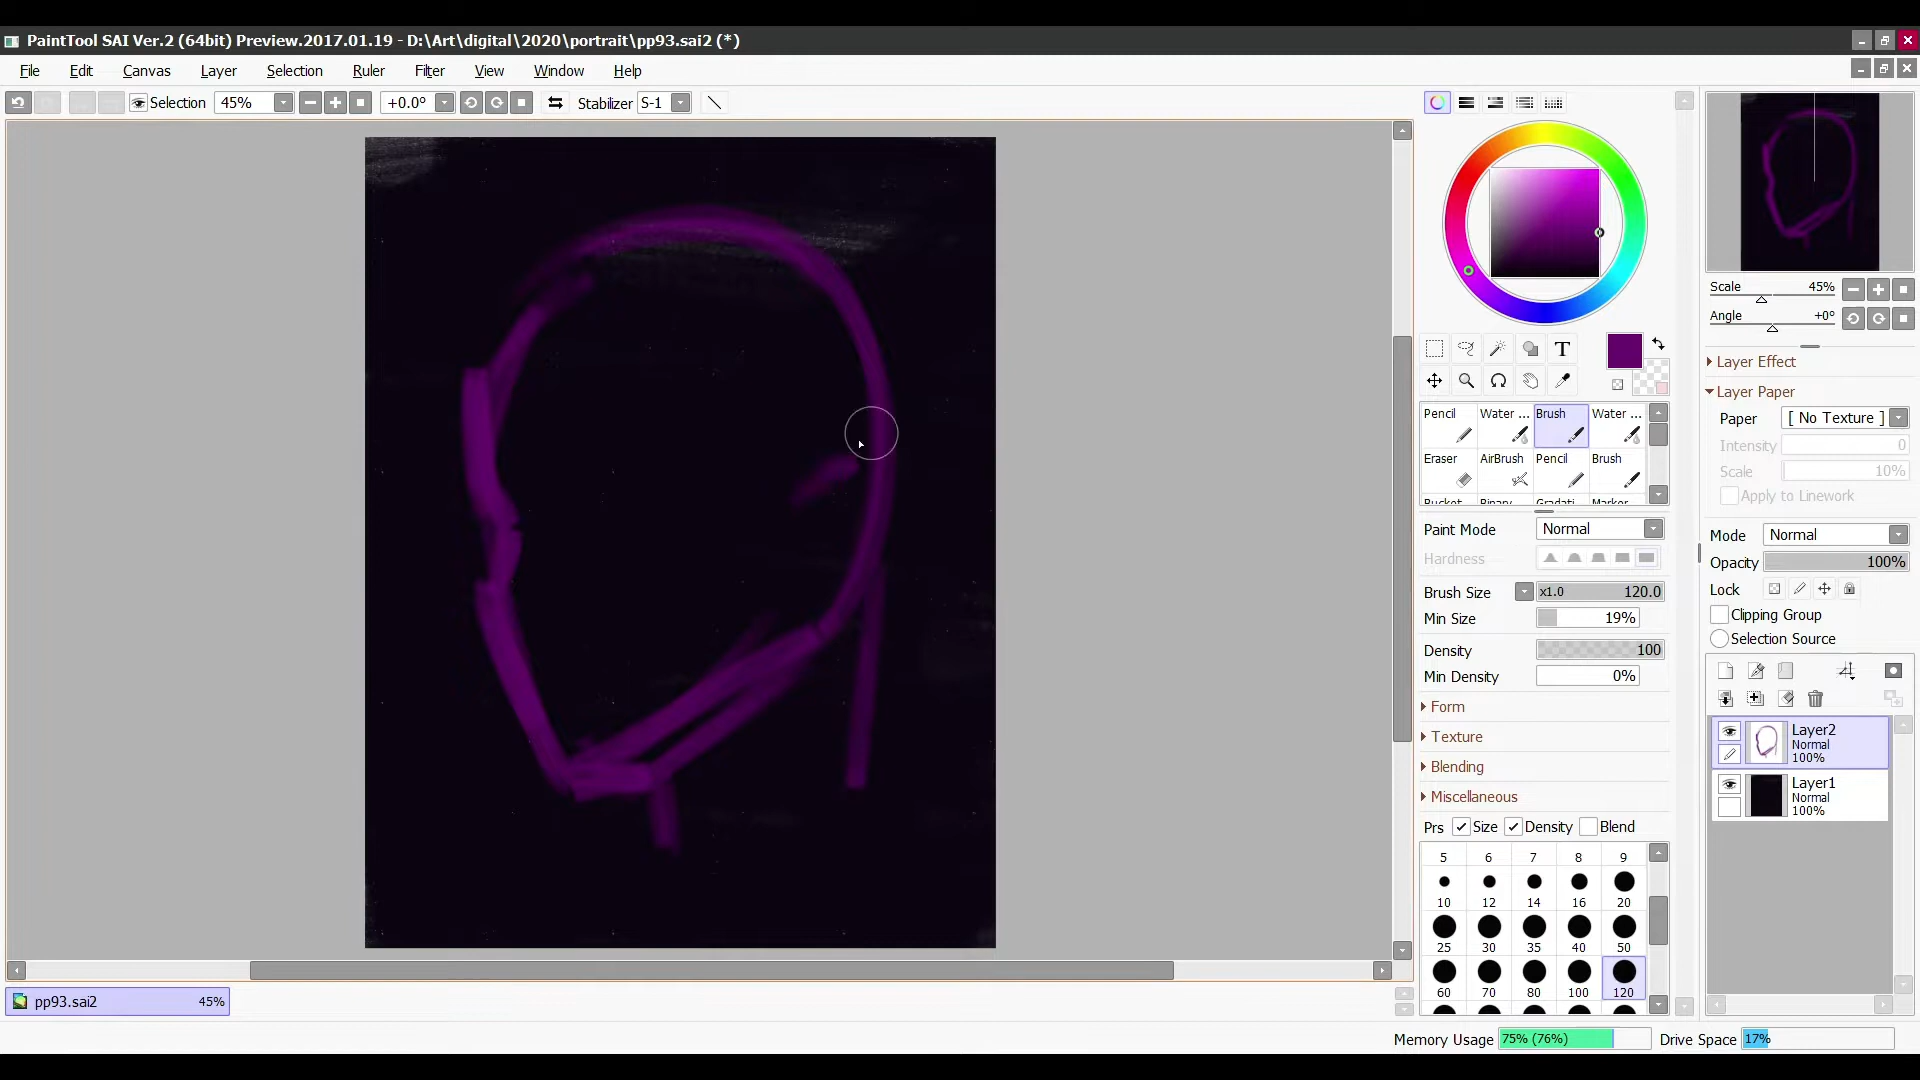 PaintTool SAI Ver.2 (64bit) Preview.2017.01.19 - D:\Art\digital\2020\portrait\pp93.sai2 (*)
File Edit Canvas Layer Selection Ruler Filter View Window Help
Selection 45% +0.0° Stabilizer S-1
Scale 45%
Angle +0°
Layer Effect
Layer Paper
Paper [ No Texture ]
Intensity 0
Scale 10%
Apply to Linework
Mode Normal
Opacity 100%
Lock
Clipping Group
Selection Source
Layer2
Normal
100%
Layer1
Normal
100%
T
Pencil Water ... Brush Water ...
Eraser AirBrush Pencil Brush
Bucket Binary Gradati Marker
Paint Mode Normal
Hardness
Brush Size x1.0 120.0
Min Size 19%
Density 100
Min Density 0%
Form
Texture
Blending
Miscellaneous
Prs Size Density Blend
5 6 7 8 9
10 12 14 16 20
25 30 35 40 50
60 70 80 100 120
pp93.sai2 45%
Memory Usage 75% (76%) Drive Space 17%